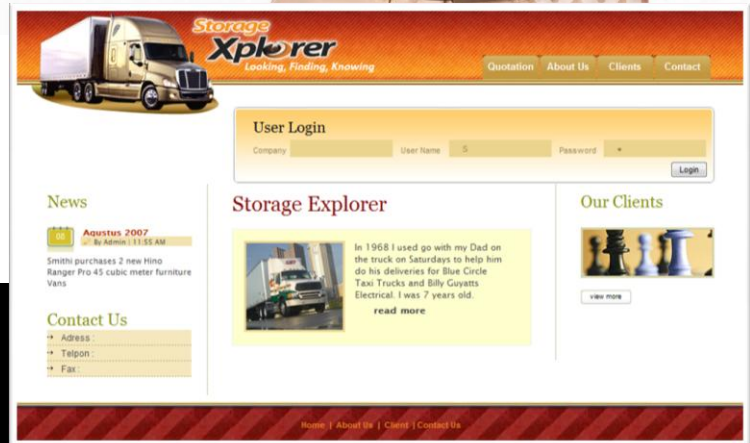 Storage
Xplorer
Looking, Finding, Knowing
Quotation About Us Clients Contact
User Login
Company User Name S Password
Login
News
08
Agustus 2007
By Admin | 11:55 AM
Smithi purchases 2 new Hino
Ranger Pro 45 cubic meter furniture
Vans
Contact Us
Adress :
Telpon :
Fax :
Storage Explorer
In 1968 I used go with my Dad on
the truck on Saturdays to help him
do his deliveries for Blue Circle
Taxi Trucks and Billy Guyatts
Electrical. I was 7 years old.
read more
Our Clients
view more
Home | About Us | Client | Contact Us